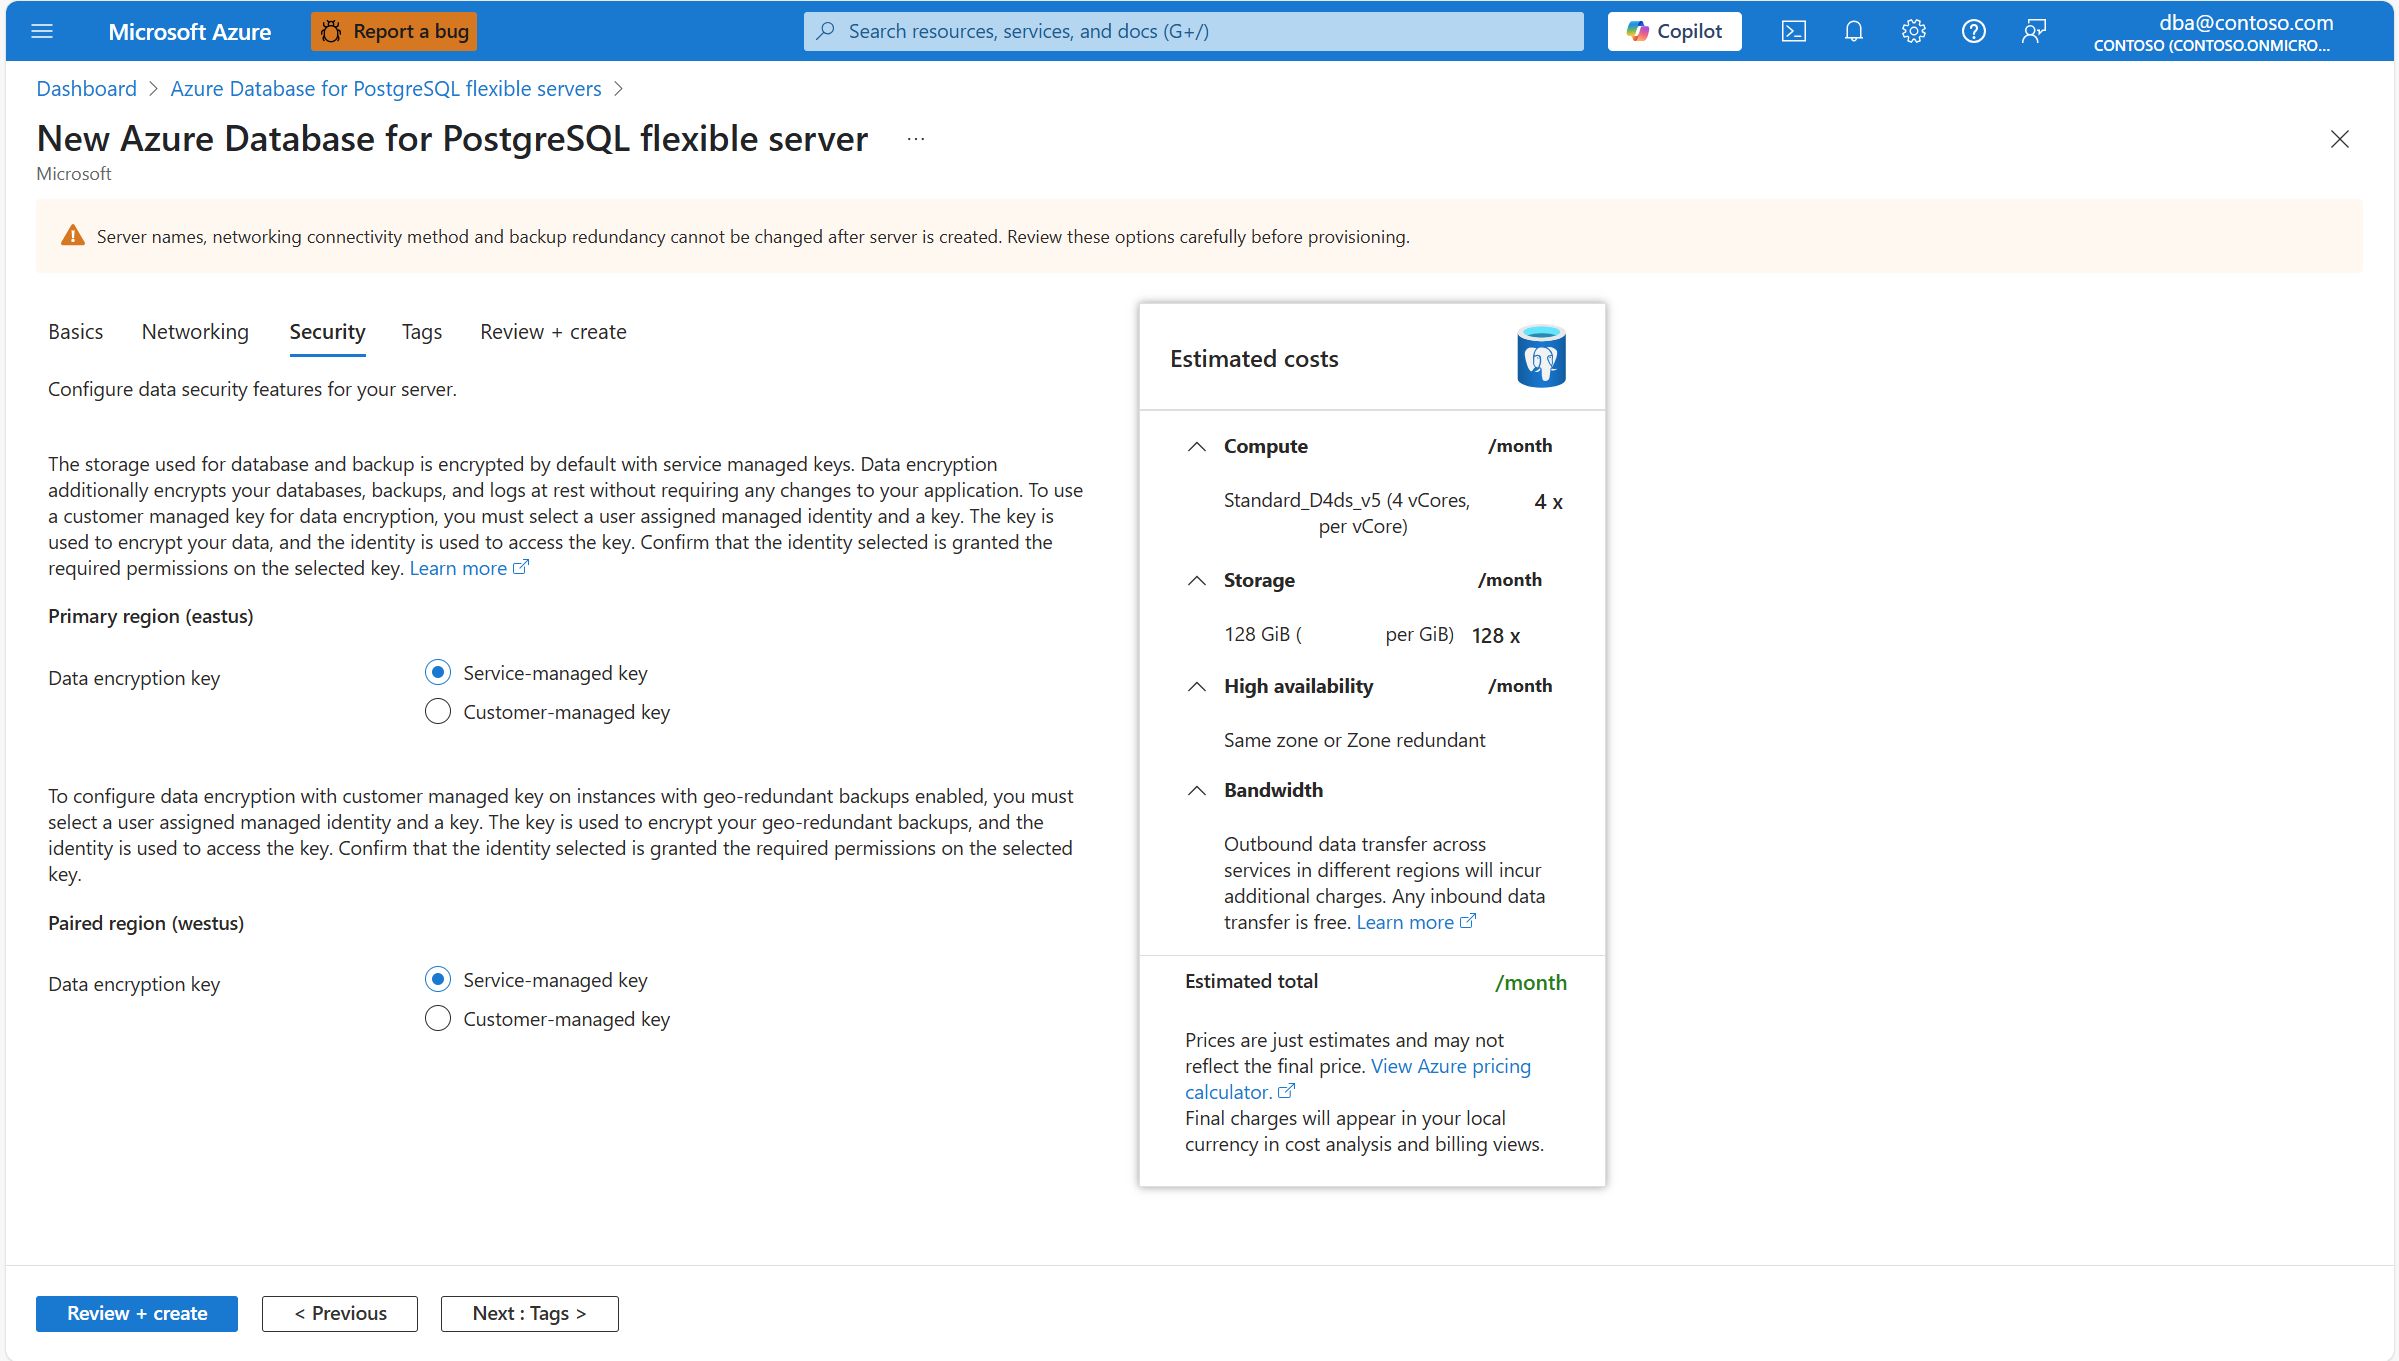 Microsoft Azure
Report a bug
Search resources, services, and docs (G+/)
Copilot
dba@contoso.com
CONTOSO (CONTOSO.ONMICRO...
Dashboard > Azure Database for PostgreSQL flexible servers >
New Azure Database for PostgreSQL flexible server ...
Microsoft
Server names, networking connectivity method and backup redundancy cannot be changed after server is created. Review these options carefully before provisioning.
Basics Networking Security Tags Review + create
Configure data security features for your server.
The storage used for database and backup is encrypted by default with service managed keys. Data encryption
additionally encrypts your databases, backups, and logs at rest without requiring any changes to your application. To use
a customer managed key for data encryption, you must select a user assigned managed identity and a key. The key is
used to encrypt your data, and the identity is used to access the key. Confirm that the identity selected is granted the
required permissions on the selected key. Learn more
Primary region (eastus)
Data encryption key
Service-managed key
Customer-managed key
To configure data encryption with customer managed key on instances with geo-redundant backups enabled, you must
select a user assigned managed identity and a key. The key is used to encrypt your geo-redundant backups, and the
identity is used to access the key. Confirm that the identity selected is granted the required permissions on the selected
key.
Paired region (westus)
Data encryption key
Service-managed key
Customer-managed key
Estimated costs
Compute /month
Standard_D4ds_v5 (4 vCores, 4 x
per vCore)
Storage /month
128 GiB ( per GiB) 128 x
High availability /month
Same zone or Zone redundant
Bandwidth
Outbound data transfer across
services in different regions will incur
additional charges. Any inbound data
transfer is free. Learn more
Estimated total /month
Prices are just estimates and may not
reflect the final price. View Azure pricing
calculator.
Final charges will appear in your local
currency in cost analysis and billing views.
Review + create
< Previous
Next : Tags >